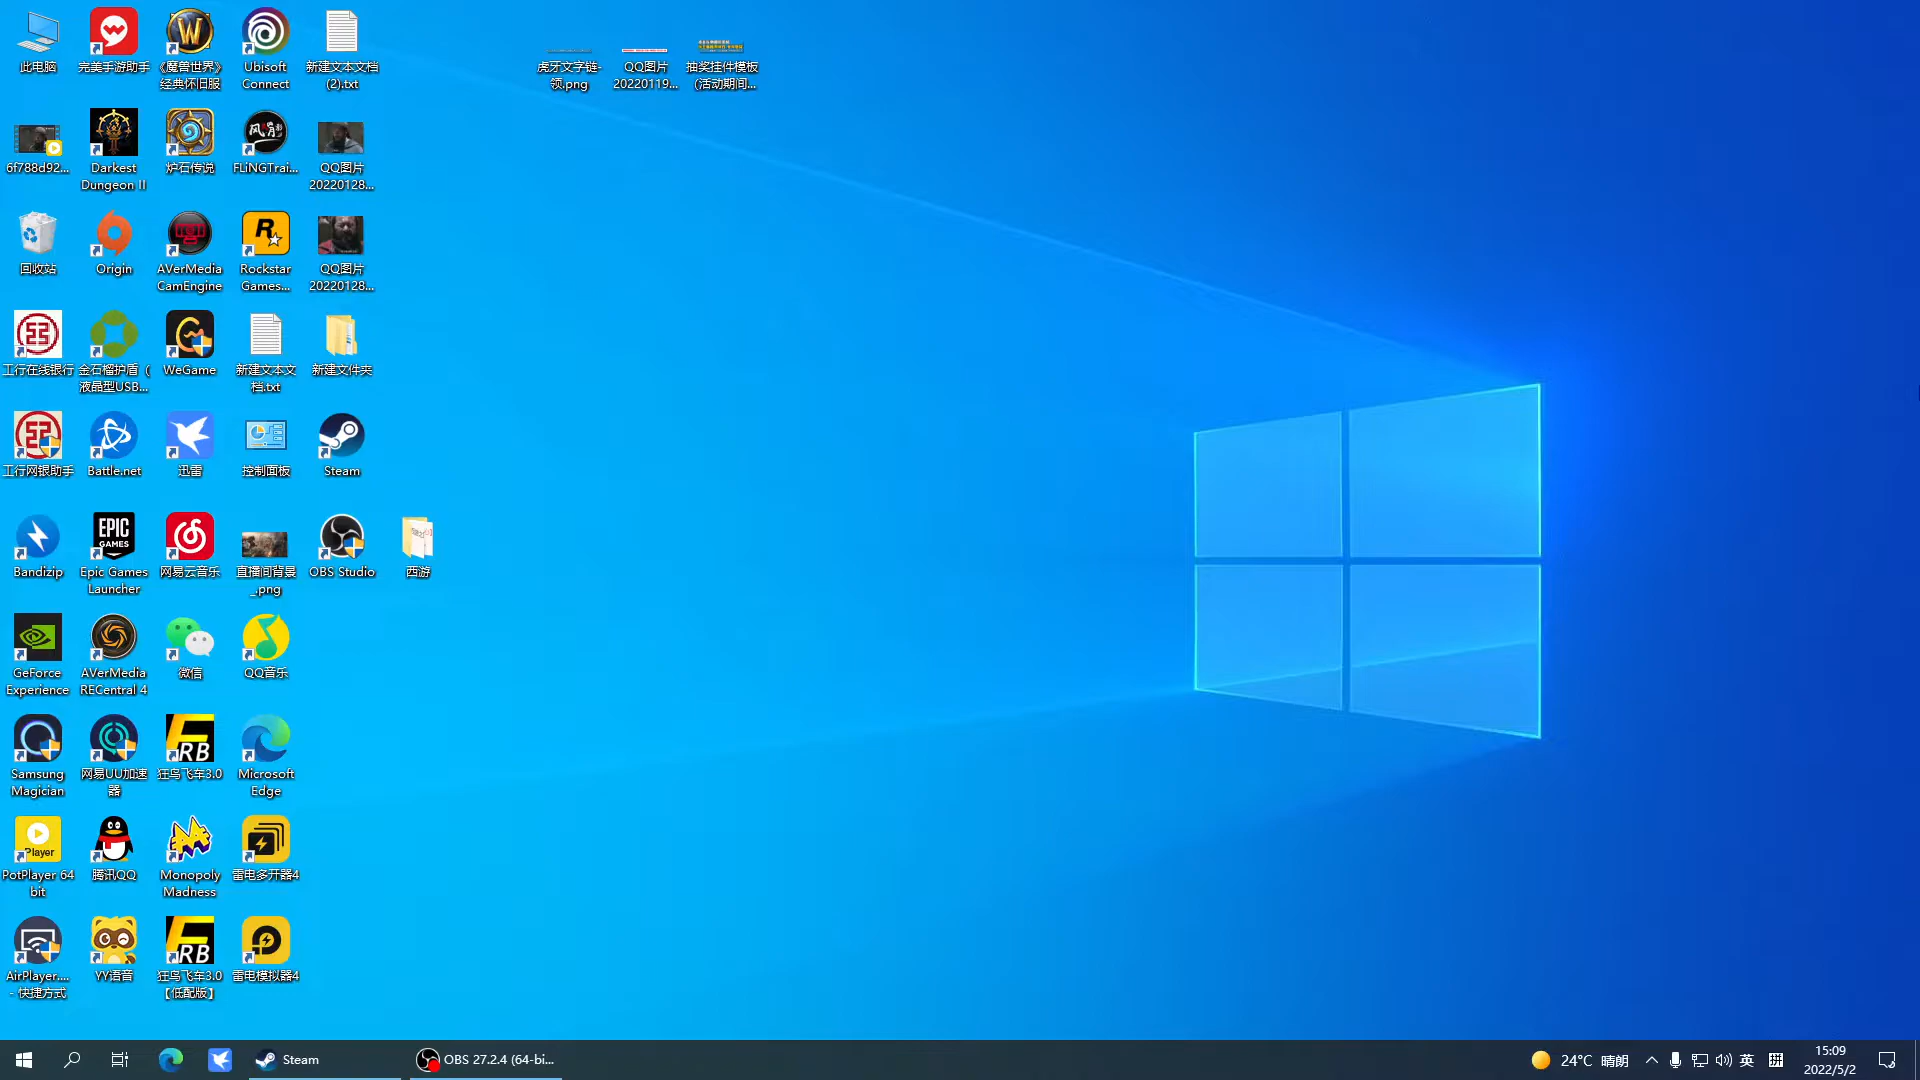 此电脑
完美手游助手
《魔兽世界》
经典怀旧服
Ubisoft
Connect
新建文本文档
(2).txt
虎牙文字链-
领.png
QQ图片
20220119...
抽奖挂件模板
(活动期间...
6f788d92...
Darkest
Dungeon II
炉石传说
风灵月影
FLiNGTrai...
QQ图片
20220128...
回收站
Origin
AVerMedia
CamEngine
Rockstar
Games...
QQ图片
20220128...
工行在线银行
金石榴护盾（
液晶型USB...
WeGame
新建文本文
档.txt
新建文件夹
工行网银助手
Battle.net
迅雷
控制面板
Steam
Bandizip
EPIC
GAMES
Epic Games
Launcher
网易云音乐
直播间背景
_.png
OBS Studio
西游
GeForce
Experience
AVerMedia
RECentral 4
微信
QQ音乐
Samsung
Magician
网易UU加速
器
RB
狂鸟飞车3.0
Microsoft
Edge
Player
PotPlayer 64
bit
腾讯QQ
Monopoly
Madness
雷电多开器4
AirPlayer....
- 快捷方式
YY语音
RB
狂鸟飞车3.0
【低配版】
雷电模拟器4
Steam
OBS 27.2.4 (64-bi...
24°C 晴朗
英
拼
15:09
2022/5/2